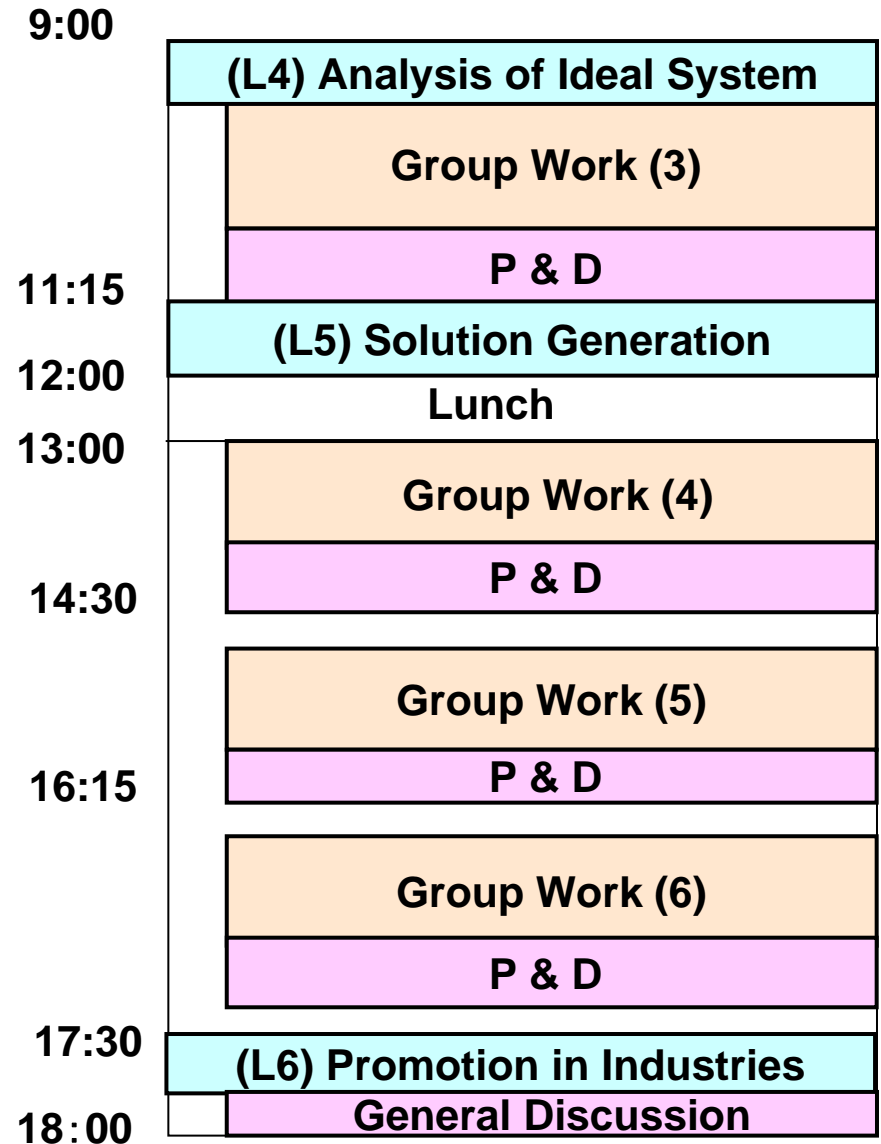 9:00
(L4) Analysis of Ideal System
Group Work (3)
P & D
11:15
(L5) Solution Generation
12:00
Lunch
13:00
Group Work (4)
P & D
14:30
Group Work (5)
P & D
16:15
Group Work (6)
P & D
17:30
(L6) Promotion in Industries
General Discussion
18:00